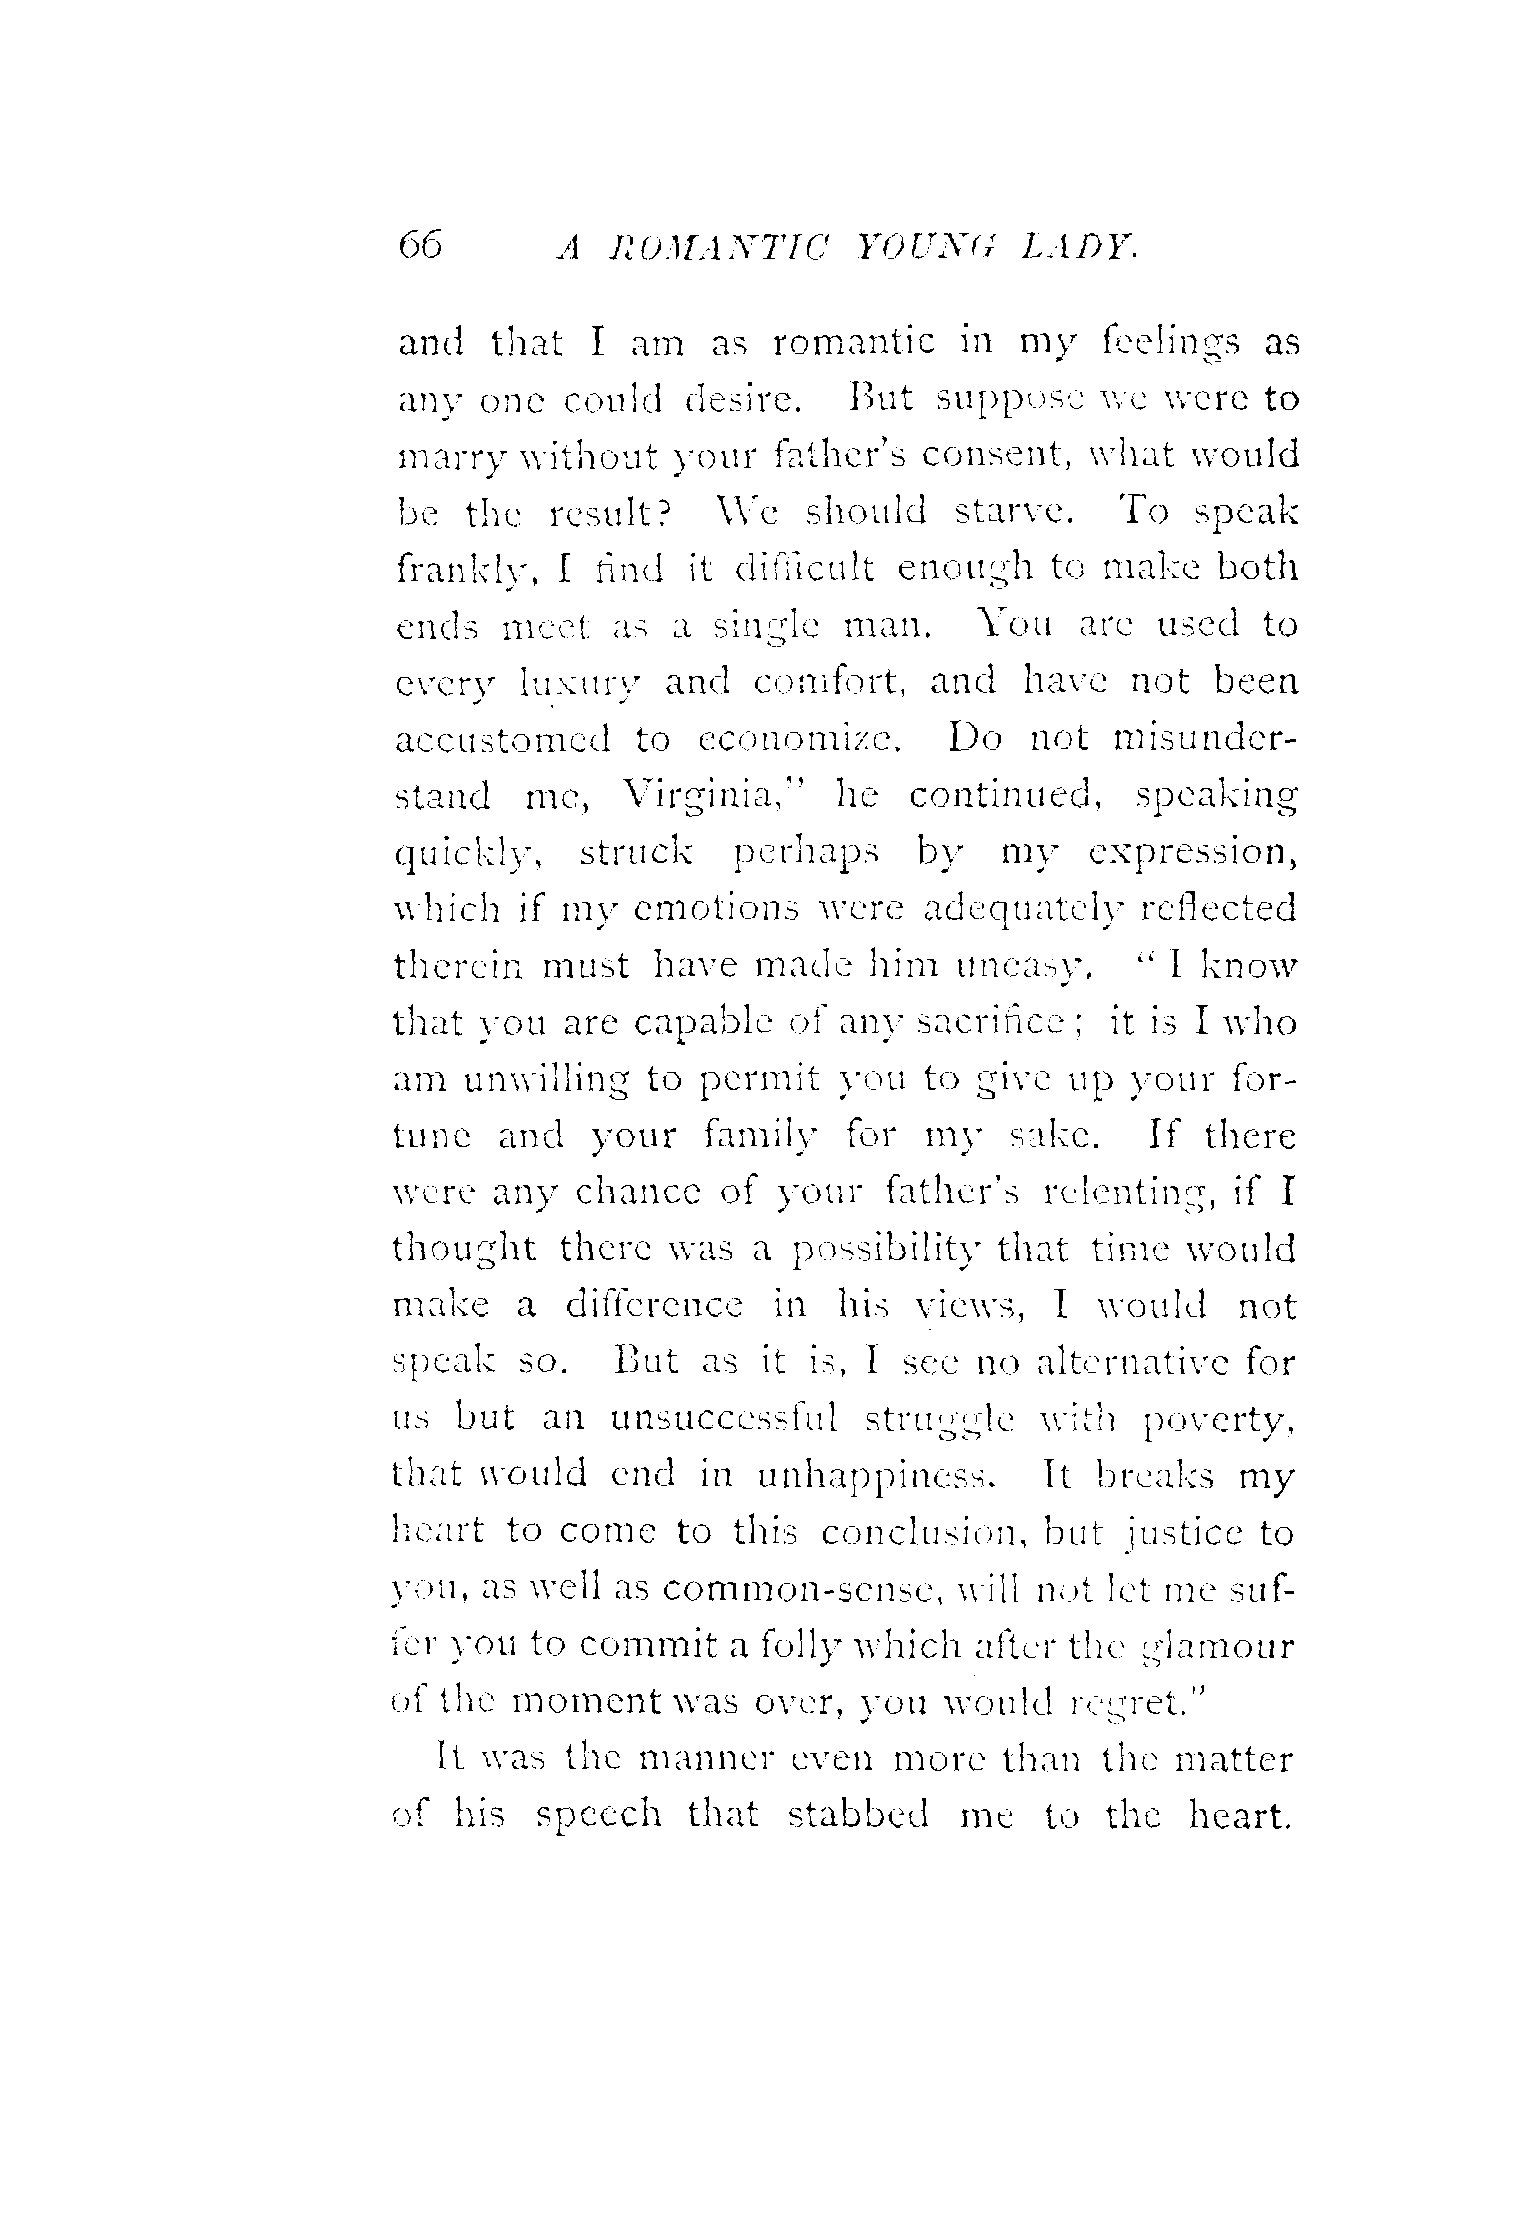 66 A ROMANTIC YOUNG LADY.
and that I am as romantic in my feelings as
any one could desire. But suppose we were to
marry without your father's consent, what would
be the result? We should starve. To speak
frankly, I find it difficult enough to make both
ends meet as a single man. You are used to
every luxury and comfort, and have not been
accustomed to economize. Do not misunder-
stand me, Virginia," he continued, speaking
quickly, struck perhaps by my expression,
which if my emotions were adequately reflected
therein must have made him uneasy. "I know
that you are capable of any sacrifice; it is I who
am unwilling to permit you to give up your for-
tune and your family for my sake. If there
were any chance of your father's relenting, if I
thought there was a possibility that time would
make a difference in his views, I would not
speak so. But as it is, I see no alternative for
us but an unsuccessful struggle with poverty,
that would end in unhappiness. It breaks my
heart to come to this conclusion, but justice to
you, as well as common-sense, will not let me suf-
fer you to commit a folly which after the glamour
of the moment was over, you would regret."
It was the manner even more than the matter
of his speech that stabbed me to the heart.